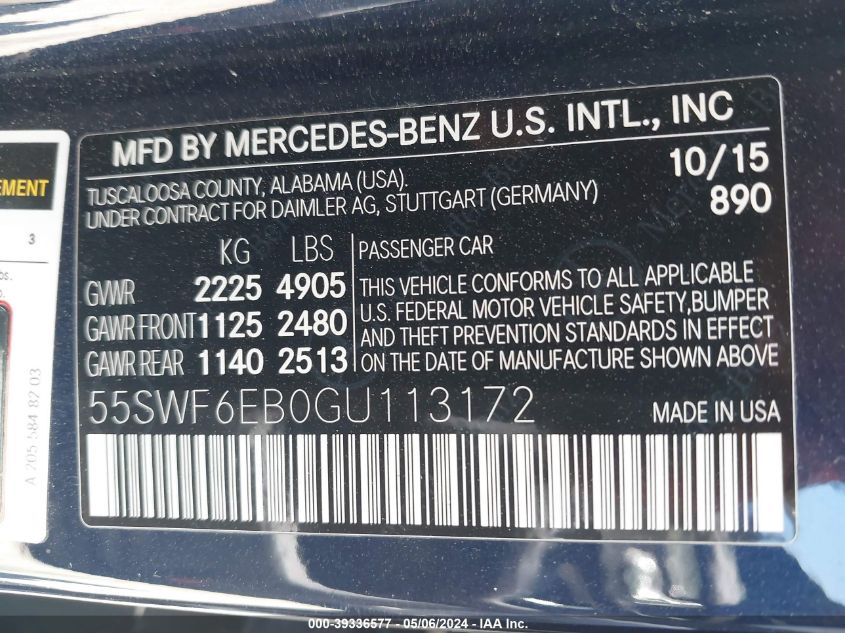 MFD BY MERCEDES-BENZ U.S. INTL., INC
10/15
TUSCALOOSA COUNTY, ALABAMA (USA).
UNDER CONTRACT FOR DAIMLER AG, STUTTGART (GERMANY)
890
KG LBS
PASSENGER CAR
GVWR 2225 4905
GAWR FRONT 1125 2480
GAWR REAR 1140 2513
THIS VEHICLE CONFORMS TO ALL APPLICABLE
U.S. FEDERAL MOTOR VEHICLE SAFETY,BUMPER
AND THEFT PREVENTION STANDARDS IN EFFECT
ON THE DATE OF MANUFACTURE SHOWN ABOVE
55SWF6EB0GU113172
MADE IN USA
3
A 205 584 82 03
000-39336577 - 05/06/2024 - IAA Inc.